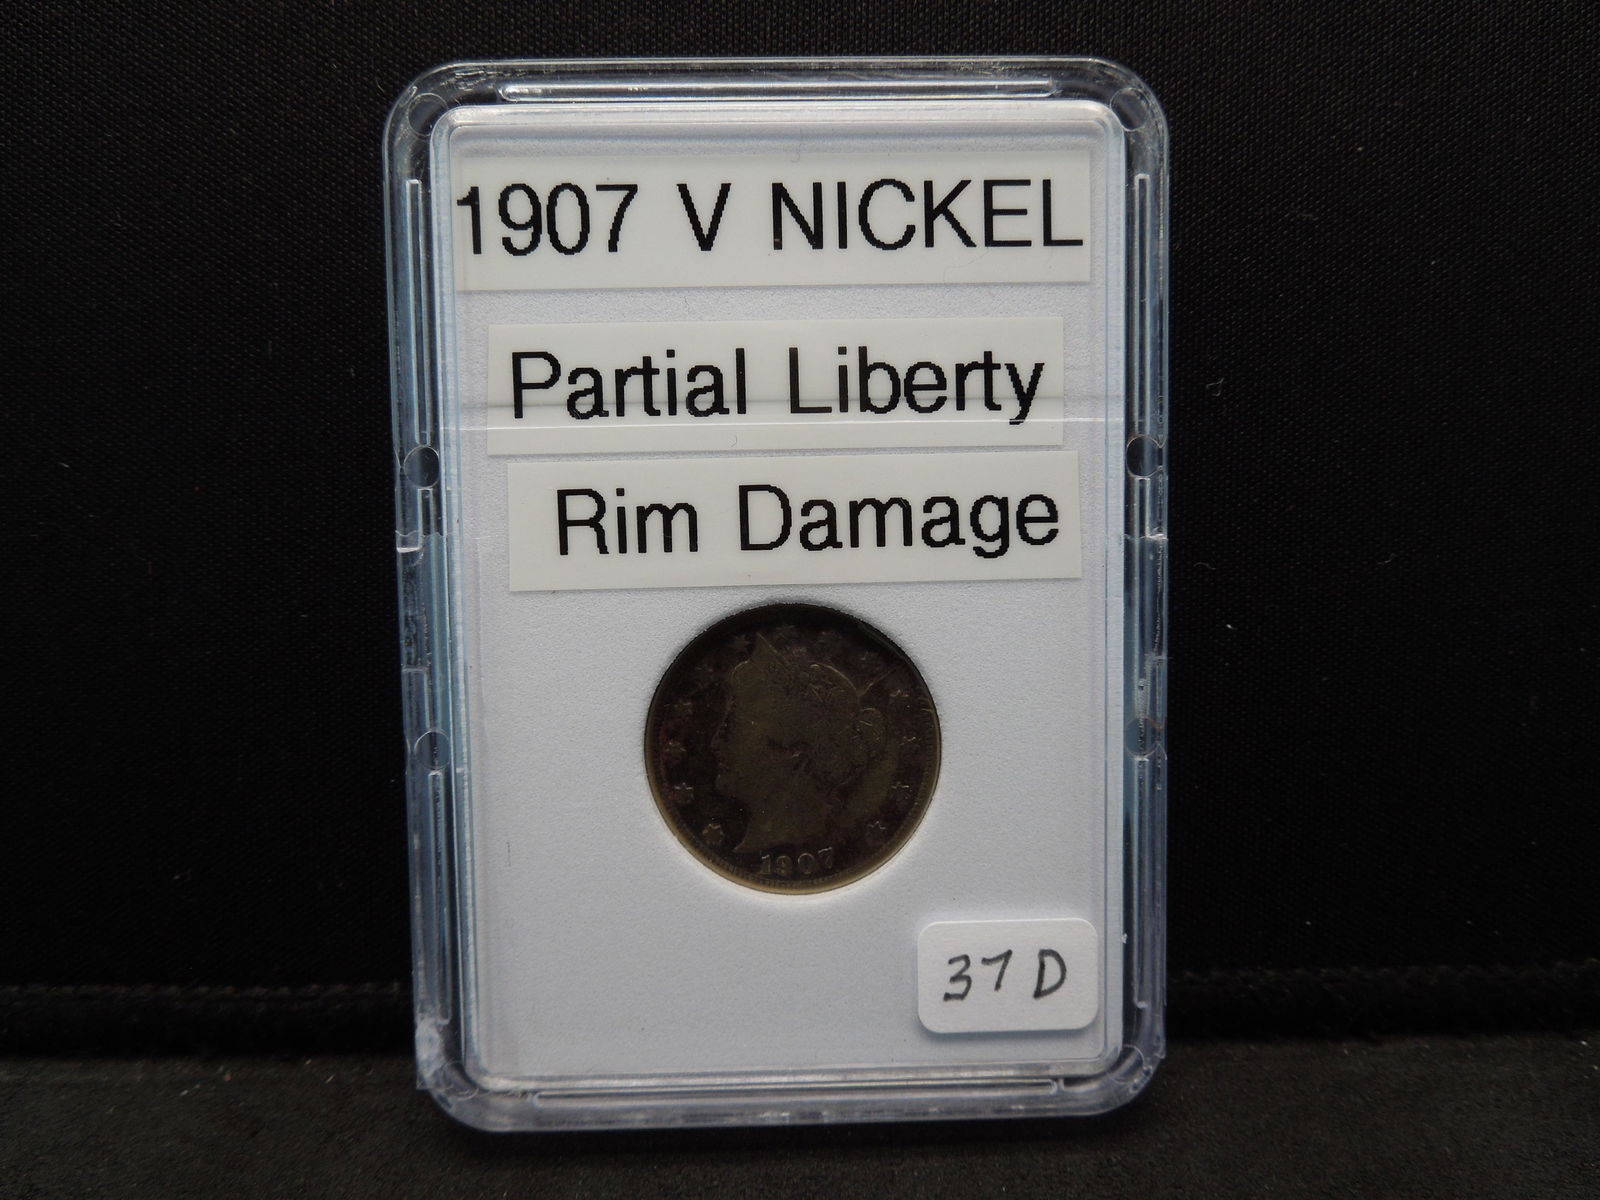 1907 V NICKEL
Partial Liberty
Rim Damage
1907
37D